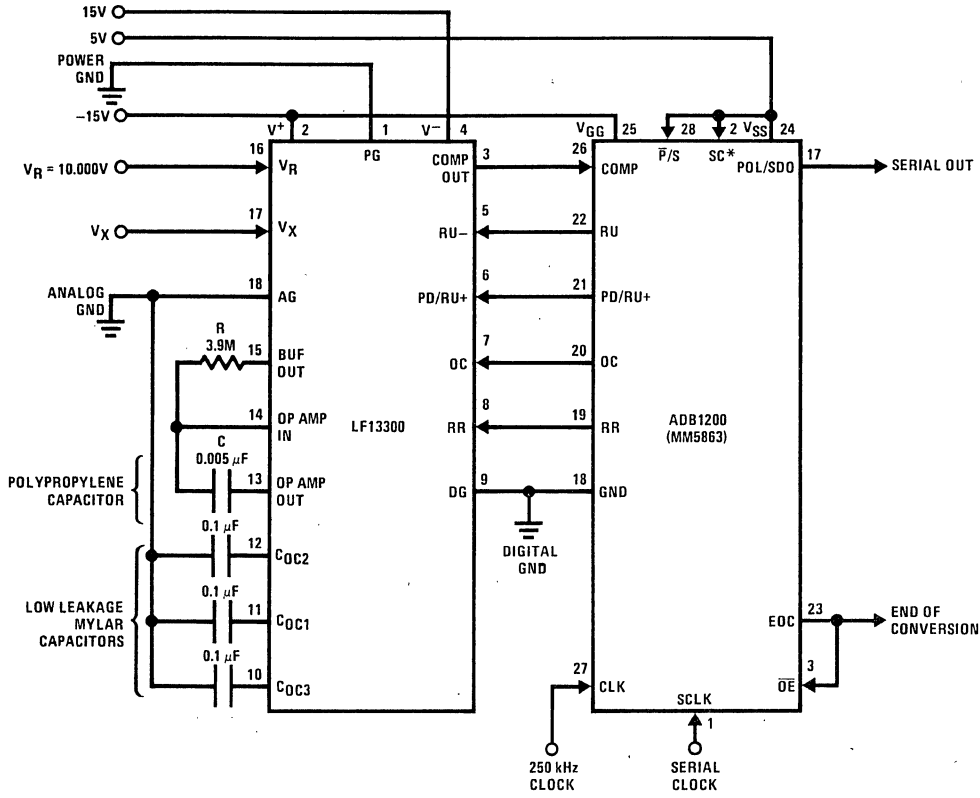 15V
5V
POWER
GND
–15V
V+ 2
1
V– 4
VGG 25
28
2
VSS 24
16
VR = 10.000V
VR
PG
COMP
OUT
3
26
COMP
P̅/S
SC*
POL/SDO
17
SERIAL OUT
17
VX
VX
RU–
5
22
RU
ANALOG
GND
18
AG
PD/RU+
6
21
PD/RU+
R
3.9M
15
BUF
OUT
OC
7
20
OC
14
OP AMP
IN
LF13300
RR
8
19
RR
ADB1200
(MM5863)
POLYPROPYLENE
CAPACITOR
C
0.005 µF
13
OP AMP
OUT
DG
9
18
GND
DIGITAL
GND
LOW LEAKAGE
MYLAR
CAPACITORS
0.1 µF
12
COC2
0.1 µF
11
COC1
0.1 µF
10
COC3
EOC
23
END OF
CONVERSION
3
O̅E̅
27
CLK
SCLK
1
250 kHz
CLOCK
SERIAL
CLOCK